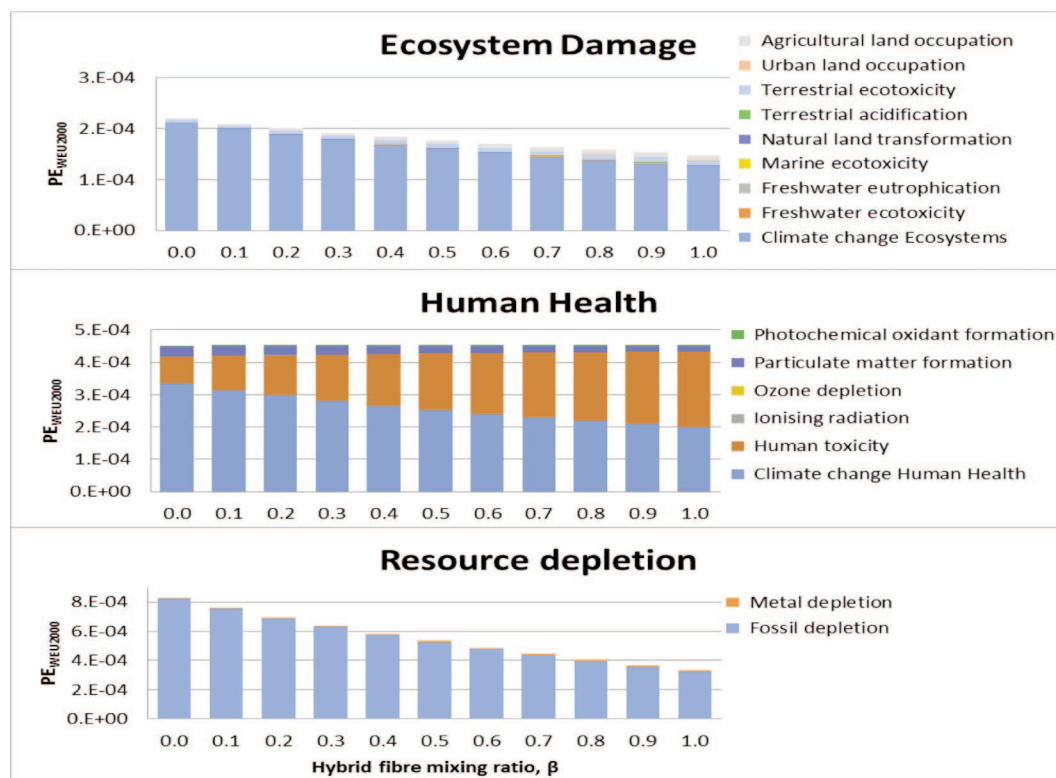 Ecosystem Damage
PE_WEU2000
3.E-04
2.E-04
1.E-04
0.E+00
0.0 0.1 0.2 0.3 0.4 0.5 0.6 0.7 0.8 0.9 1.0
Agricultural land occupation
Urban land occupation
Terrestrial ecotoxicity
Terrestrial acidification
Natural land transformation
Marine ecotoxicity
Freshwater eutrophication
Freshwater ecotoxicity
Climate change Ecosystems
Human Health
PE_WEU2000
5.E-04
4.E-04
3.E-04
2.E-04
1.E-04
0.E+00
0.0 0.1 0.2 0.3 0.4 0.5 0.6 0.7 0.8 0.9 1.0
Photochemical oxidant formation
Particulate matter formation
Ozone depletion
Ionising radiation
Human toxicity
Climate change Human Health
Resource depletion
PE_WEU2000
8.E-04
6.E-04
4.E-04
2.E-04
0.E+00
0.0 0.1 0.2 0.3 0.4 0.5 0.6 0.7 0.8 0.9 1.0
Hybrid fibre mixing ratio, β
Metal depletion
Fossil depletion